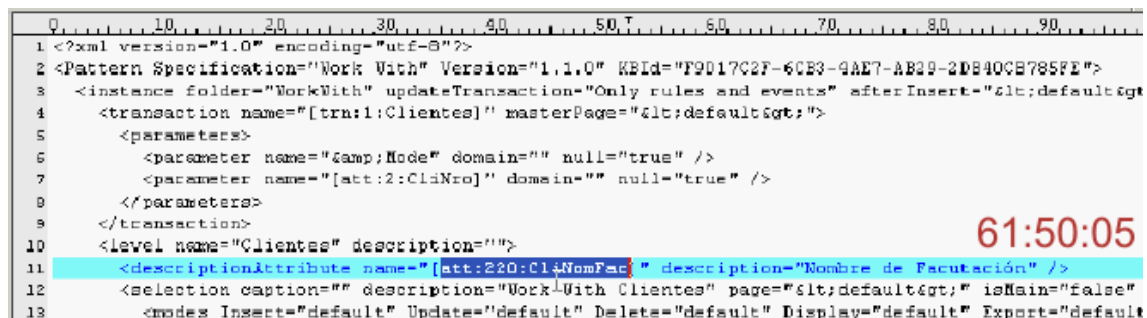 0 10 20 30 40 50 60 70 80 90
1 <?xml version="1.0" encoding="utf-8"?>
2 <Pattern Specification="Work With" Version="1.1.0" KBId="F9D17C2F-6CB3-9AE7-AB29-2D840CB785FE">
3 <instance folder="WorkWith" updateTransaction="Only rules and events" afterInsert="&lt;default&gt
4 <transaction name="[trn:1:Clientes]" masterPage="&lt;default&gt;">
5 <parameters>
6 <parameter name="&amp;Mode" domain="" null="true" />
7 <parameter name="[att:2:CliNro]" domain="" null="true" />
8 </parameters>
9 </transaction>
61:50:05
10 <level name="Clientes" description="">
11 <descriptionAttribute name="[att:220:CliNomFac]" description="Nombre de Facutación" />
12 <selection caption="" description="Work With Clientes" page="&lt;default&gt;" isMain="false"
13 <modes Insert="default" Update="default" Delete="default" Display="default" Export="default